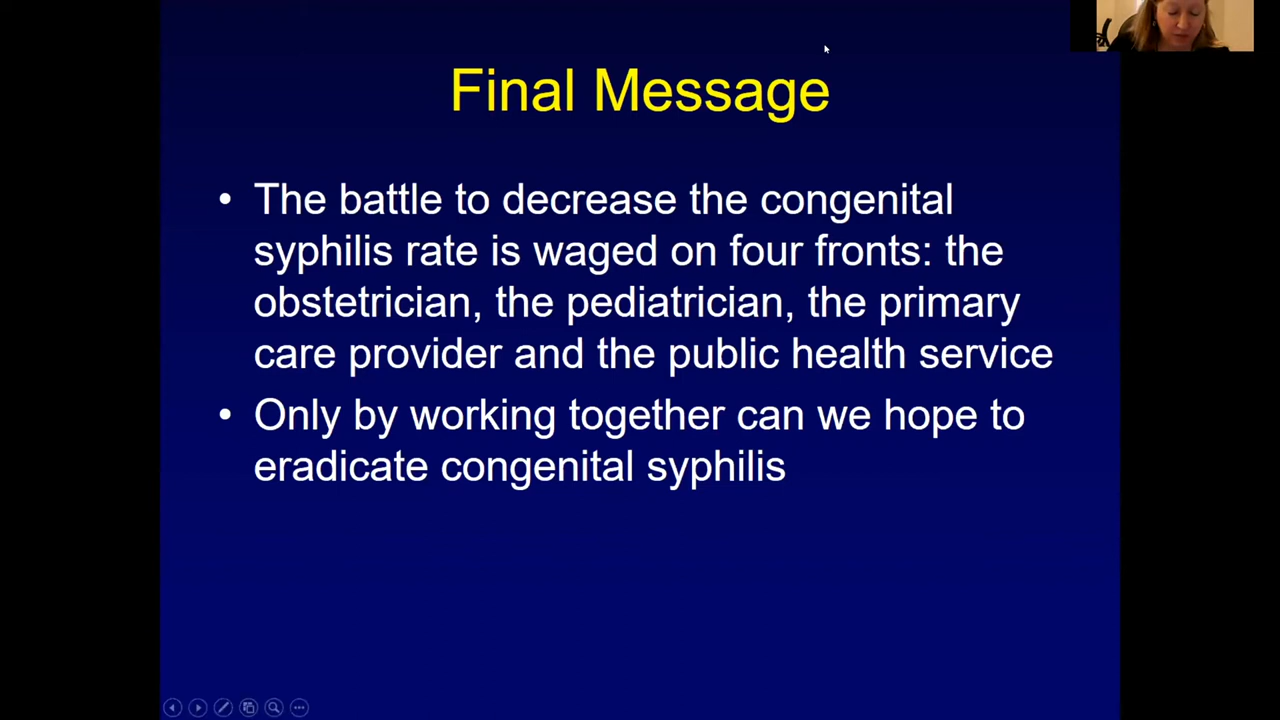 Final Message
• The battle to decrease the congenital
syphilis rate is waged on four fronts: the
obstetrician, the pediatrician, the primary
care provider and the public health service
• Only by working together can we hope to
eradicate congenital syphilis